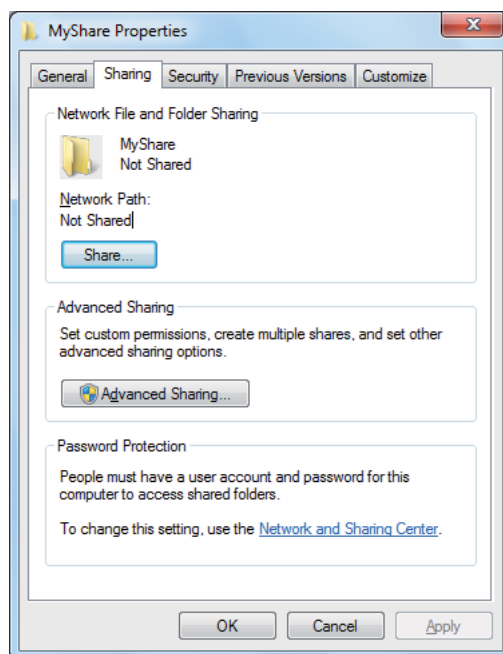 MyShare Properties
General Sharing Security Previous Versions Customize
Network File and Folder Sharing
MyShare
Not Shared
Network Path:
Not Shared
Share...
Advanced Sharing
Set custom permissions, create multiple shares, and set other
advanced sharing options.
Advanced Sharing...
Password Protection
People must have a user account and password for this
computer to access shared folders.
To change this setting, use the Network and Sharing Center.
OK Cancel Apply